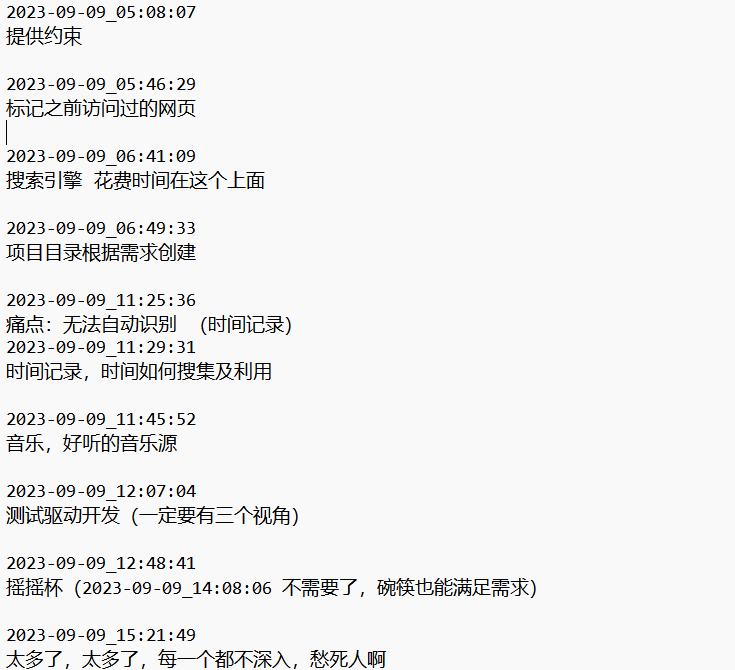 2023-09-09_05:08:07
提供约束
2023-09-09_05:46:29
标记之前访问过的网页
2023-09-09_06:41:09
搜索引擎 花费时间在这个上面
2023-09-09_06:49:33
项目目录根据需求创建
2023-09-09_11:25:36
痛点：无法自动识别 （时间记录）
2023-09-09_11:29:31
时间记录，时间如何搜集及利用
2023-09-09_11:45:52
音乐，好听的音乐源
2023-09-09_12:07:04
测试驱动开发（一定要有三个视角）
2023-09-09_12:48:41
摇摇杯（2023-09-09_14:08:06 不需要了，碗筷也能满足需求）
2023-09-09_15:21:49
太多了，太多了，每一个都不深入，愁死人啊